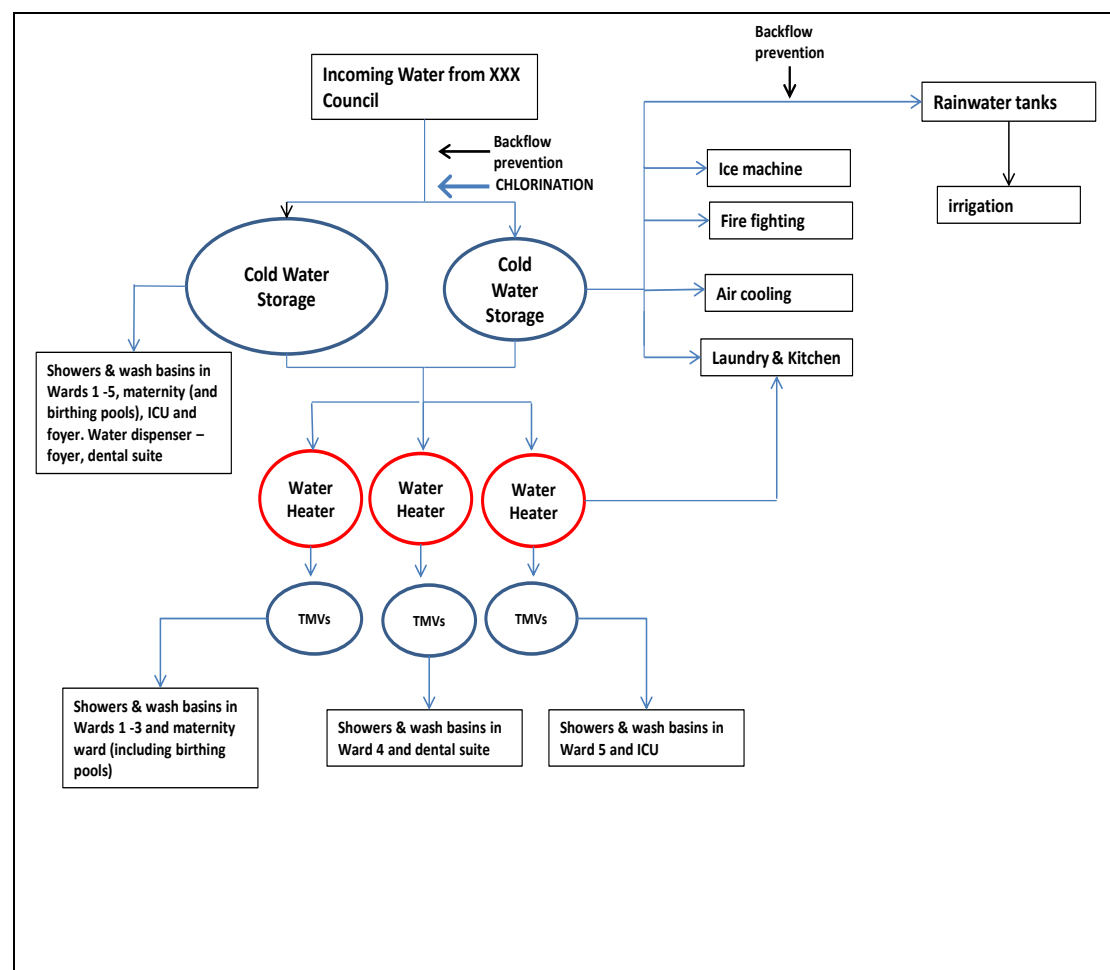 Backflow
prevention
Incoming Water from XXX
Council
Rainwater tanks
Backflow
prevention
CHLORINATION
Ice machine
irrigation
Fire fighting
Cold Water
Storage
Cold
Water
Storage
Air cooling
Laundry & Kitchen
Showers & wash basins in
Wards 1 -5, maternity (and
birthing pools), ICU and
foyer. Water dispenser –
foyer, dental suite
Water
Heater
Water
Heater
Water
Heater
TMVs
TMVs
TMVs
Showers & wash basins in
Wards 1 -3 and maternity
ward (including birthing
pools)
Showers & wash basins in
Ward 4 and dental suite
Showers & wash basins in
Ward 5 and ICU